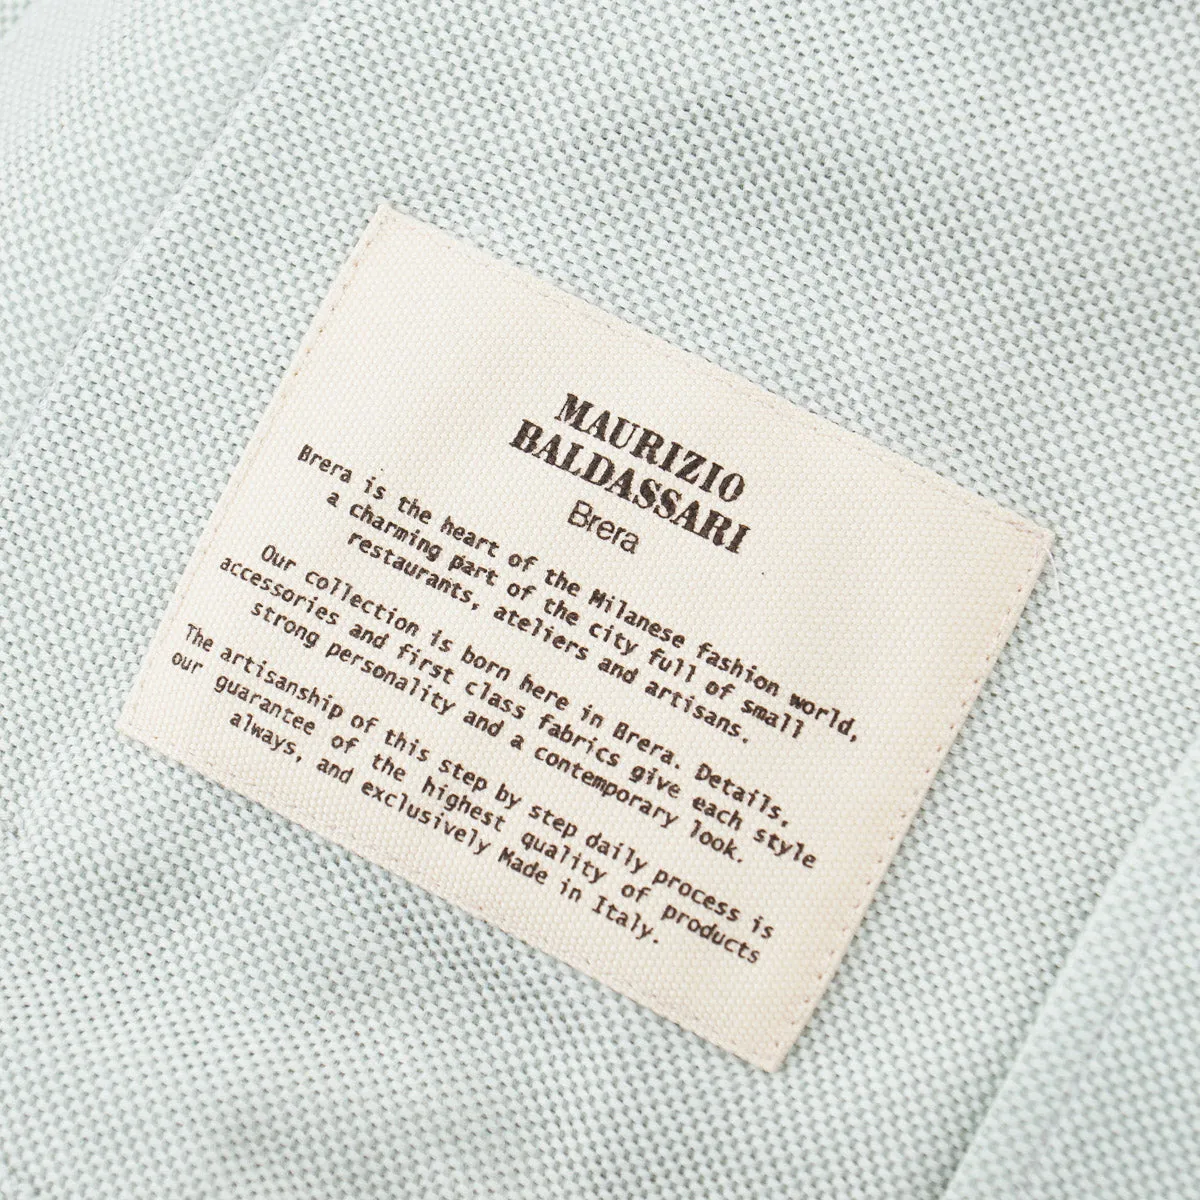 MAURIZIO
BALDASSARI
Brera
Brera is the heart of the Milanese fashion world,
a charming part of the city full of small
restaurants, ateliers and artisans.
Our collection is born here in Brera. Details,
accessories and first class fabrics give each style
strong personality and a contemporary look.
The artisanship of this step by step daily process is
our guarantee of the highest quality of products
always, and exclusively Made in Italy.